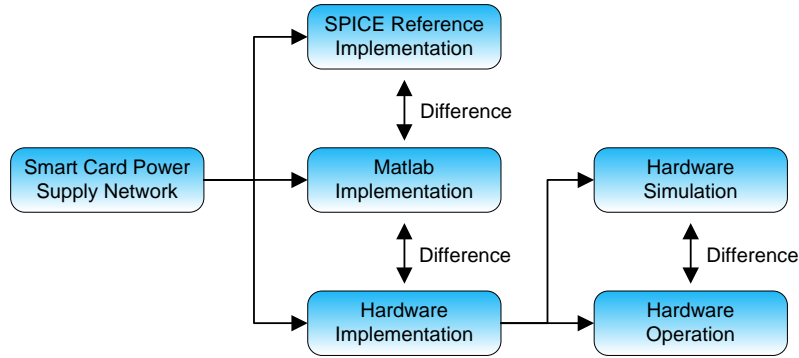 SPICE Reference
Implementation
Difference
Smart Card Power
Supply Network
Matlab
Implementation
Hardware
Simulation
Difference
Difference
Hardware
Implementation
Hardware
Operation